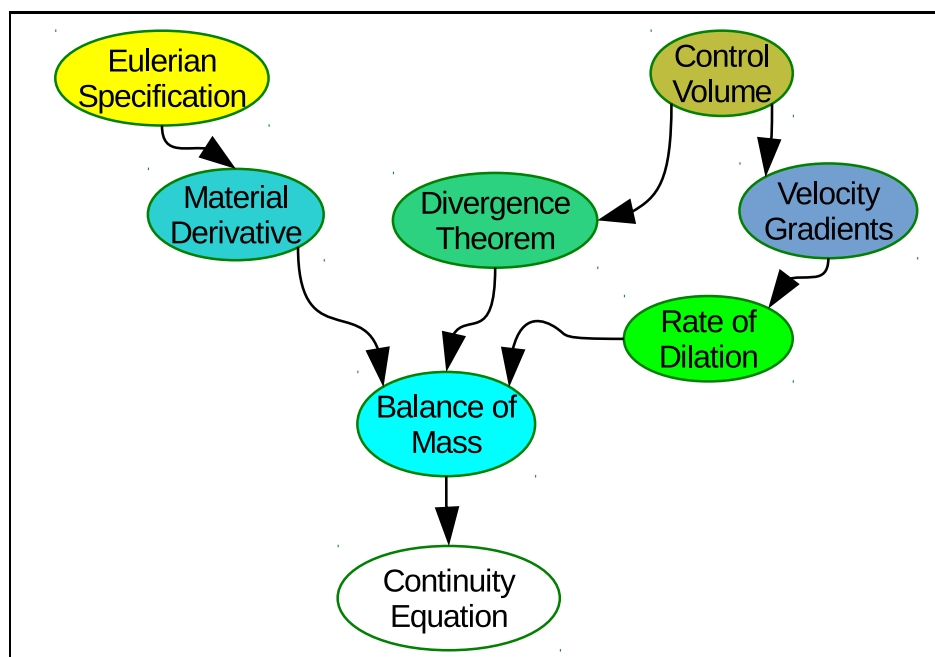 Eulerian
Specification
Control
Volume
Material
Derivative
Divergence
Theorem
Velocity
Gradients
Rate of
Dilation
Balance of
Mass
Continuity
Equation